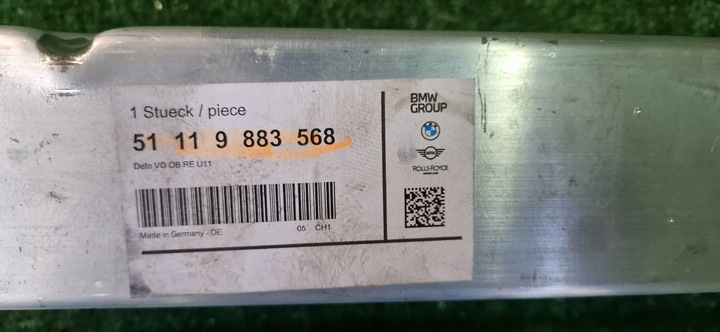 1 Stueck / piece
51 11 9 883 568
Defo VO OB RE U11
Made in Germany - DE
05 CH1
BMW
GROUP
MINI
ROLLS-ROYCE